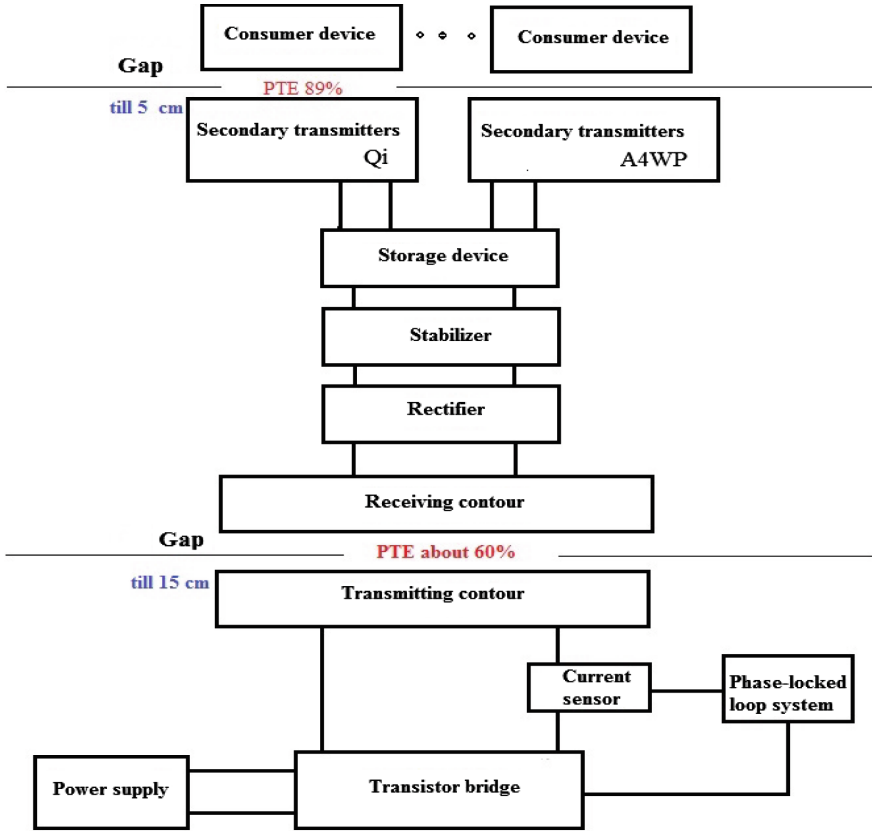 Consumer device
Consumer device
Gap
PTE 89%
till 5 cm
Secondary transmitters
Qi
Secondary transmitters
A4WP
Storage device
Stabilizer
Rectifier
Receiving contour
Gap
PTE about 60%
till 15 cm
Transmitting contour
Current
sensor
Phase-locked
loop system
Power supply
Transistor bridge